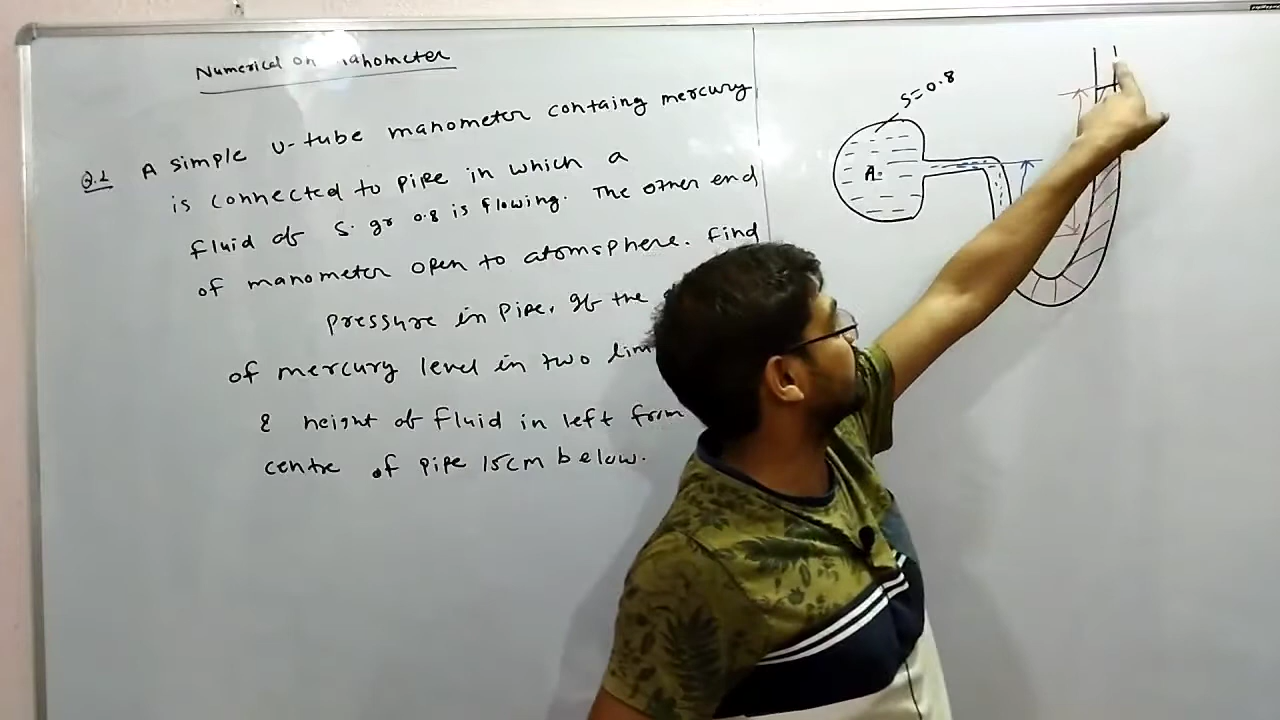 Numerical on Manometer
Q.1 A simple U-tube manometer containg mercury
is connected to pipe in which a
fluid of S. gr 0.8 is flowing. The other end
of manometer open to atomsphere. Find
pressure in pipe, If the
of mercury level in two
& height of fluid in left from
centre of pipe 15cm below.
S=0.8
A